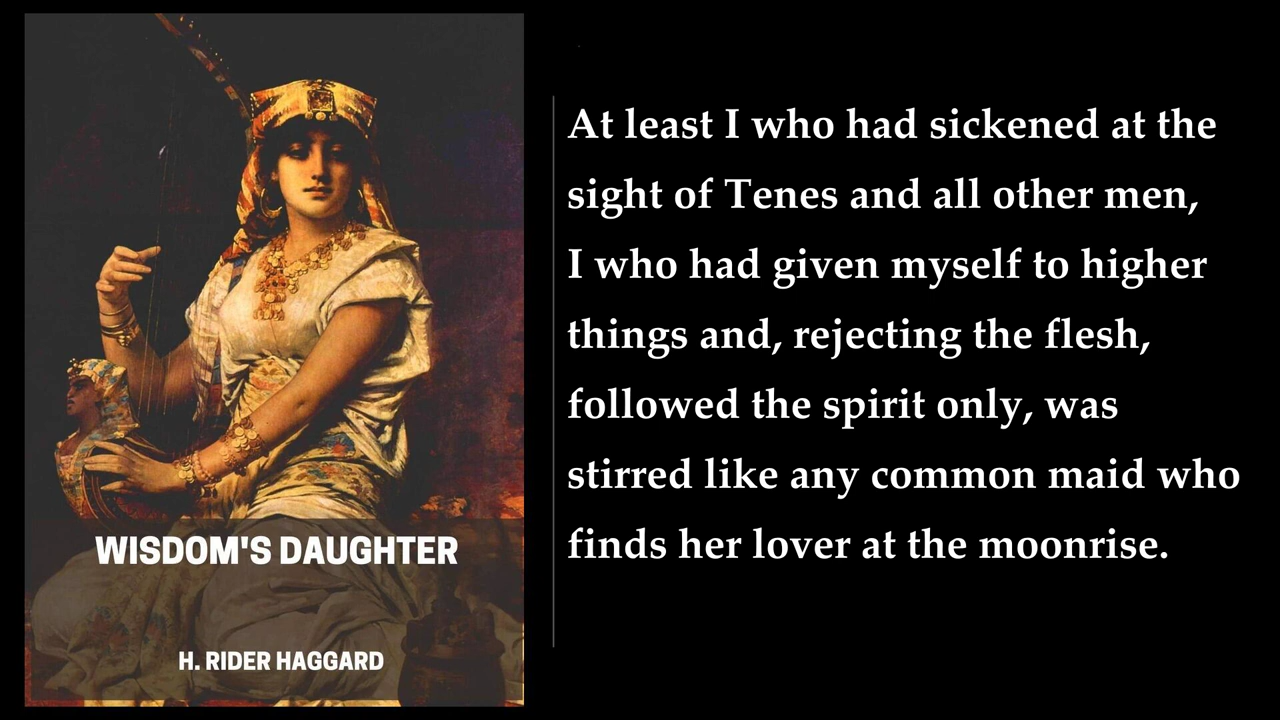 WISDOM'S DAUGHTER
H. RIDER HAGGARD
At least I who had sickened at the
sight of Tenes and all other men,
I who had given myself to higher
things and, rejecting the flesh,
followed the spirit only, was
stirred like any common maid who
finds her lover at the moonrise.